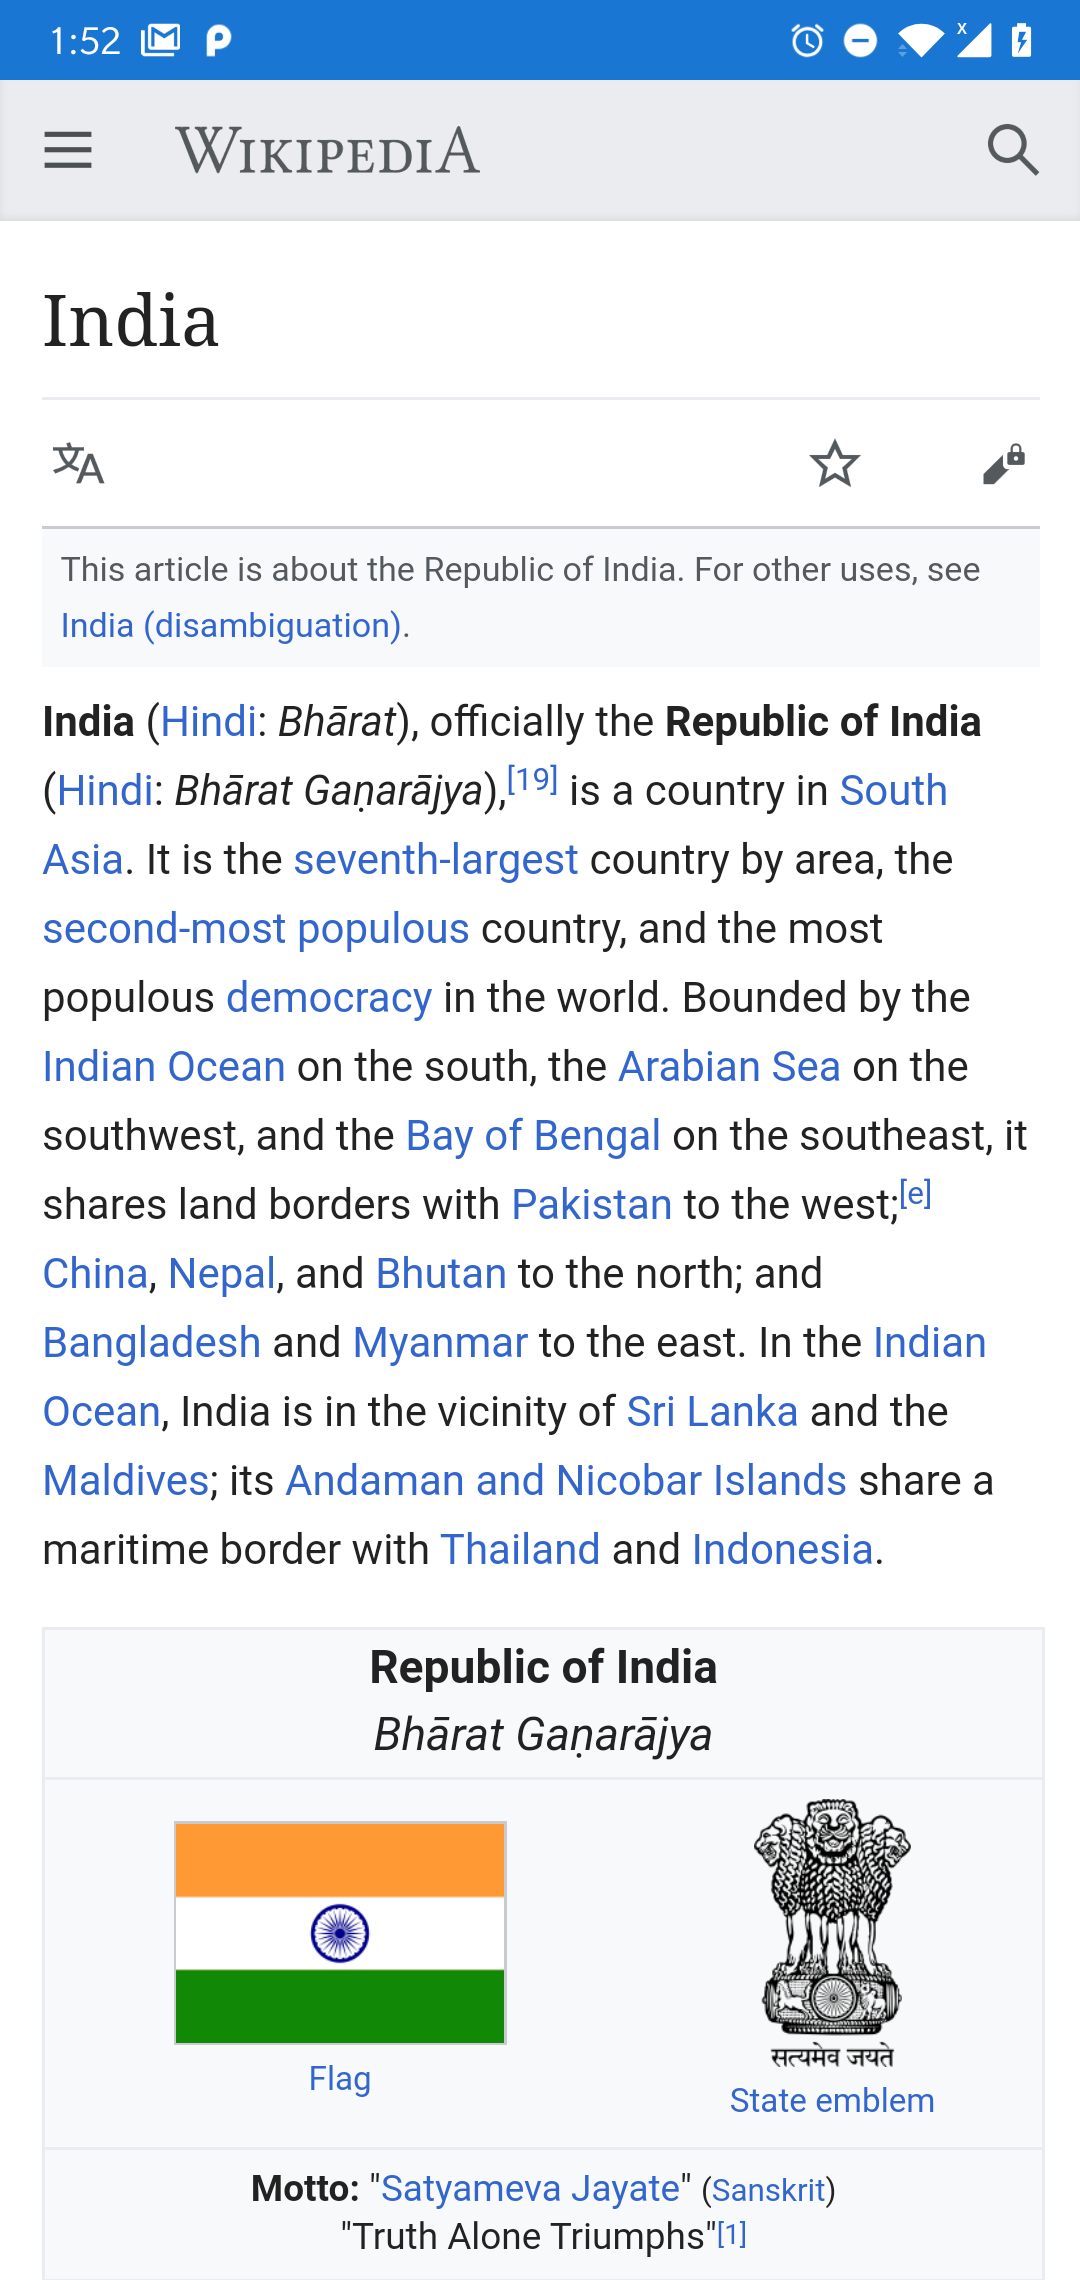 1:52
WIKIPEDIA
India
This article is about the Republic of India. For other uses, see
India (disambiguation).
India (Hindi: Bhārat), officially the Republic of India
(Hindi: Bhārat Gaṇarājya),[19] is a country in South
Asia. It is the seventh-largest country by area, the
second-most populous country, and the most
populous democracy in the world. Bounded by the
Indian Ocean on the south, the Arabian Sea on the
southwest, and the Bay of Bengal on the southeast, it
shares land borders with Pakistan to the west;[e]
China, Nepal, and Bhutan to the north; and
Bangladesh and Myanmar to the east. In the Indian
Ocean, India is in the vicinity of Sri Lanka and the
Maldives; its Andaman and Nicobar Islands share a
maritime border with Thailand and Indonesia.
Republic of India
Bhārat Gaṇarājya
सत्यमेव जयते
Flag
State emblem
Motto: "Satyameva Jayate" (Sanskrit)
"Truth Alone Triumphs"[1]